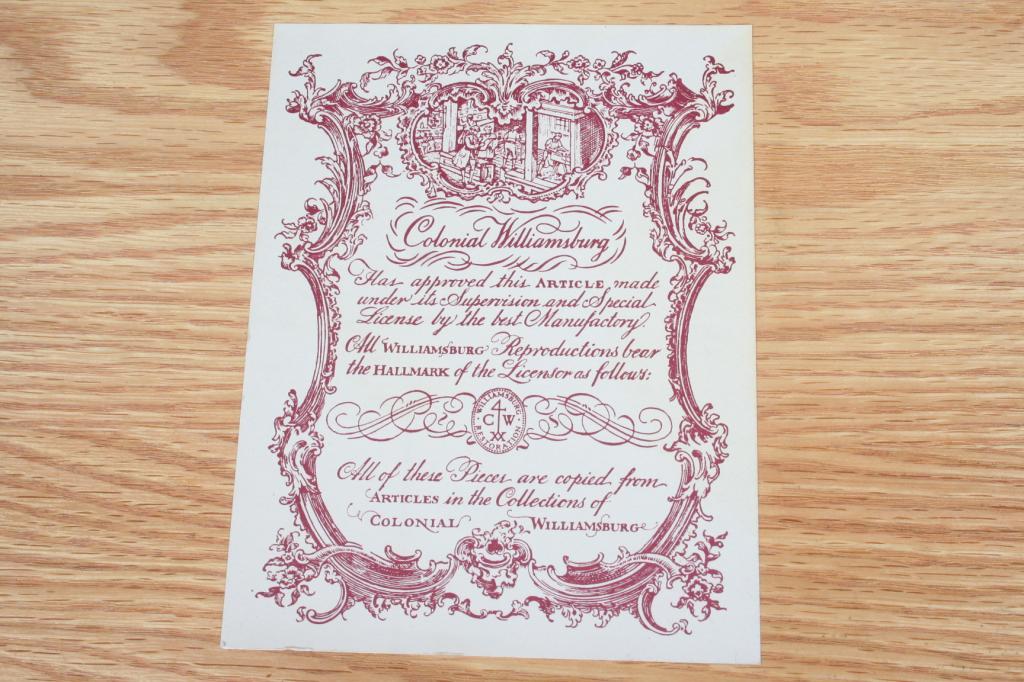 Colonial Williamsburg
Has approved this ARTICLE made
under its Supervision and Special
License by the best Manufactory.
All WILLIAMSBURG Reproductions bear
the HALLMARK of the Licensor as follows:
WILLIAMSBURG
C W
RESTORATION
All of these Pieces are copied from
ARTICLES in the Collections of
COLONIAL WILLIAMSBURG